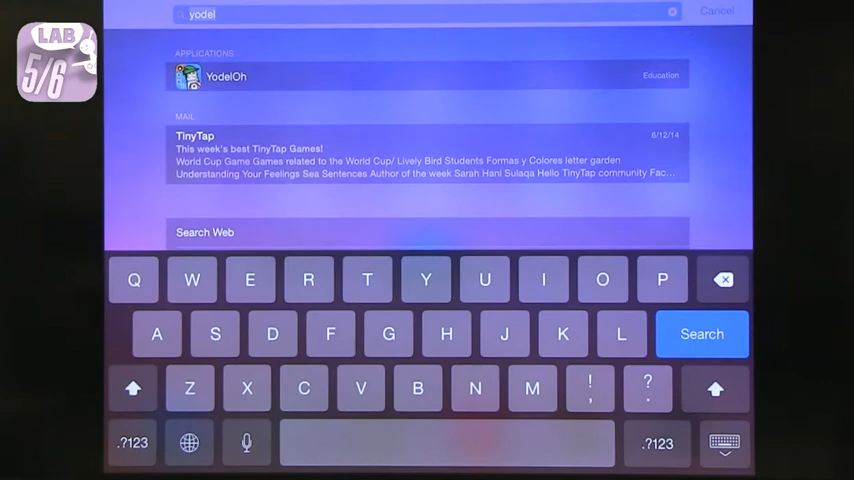 LAB
5/6
yodel
Cancel
APPLICATIONS
YodelOh
Education
MAIL
TinyTap
6/12/14
This week's best TinyTap Games!
World Cup Game Games related to the World Cup/ Lively Bird Students Formas y Colores letter garden
Understanding Your Feelings Sea Sentences Author of the week Sarah Hani Sulaqa Hello TinyTap community Fac...
Search Web
Q W E R T Y U I O P
A S D F G H J K L Search
Z X C V B N M ! , ? .
.?123 .?123